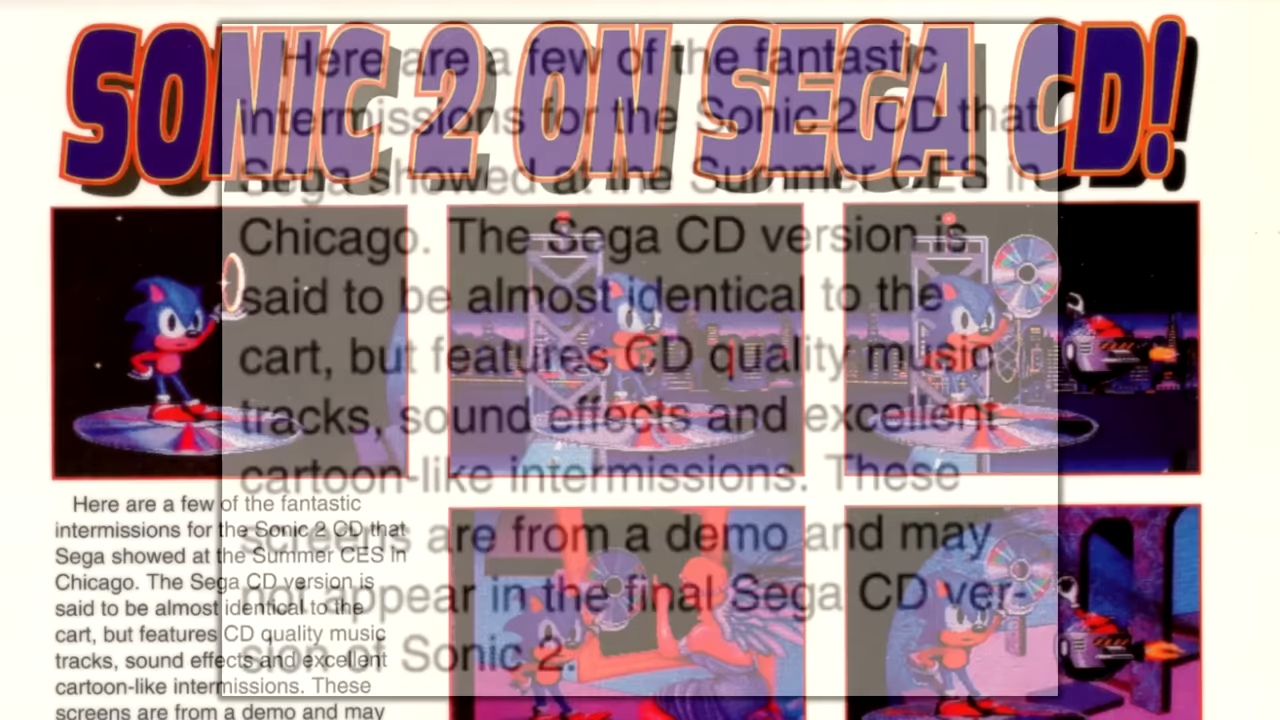 SONIC 2 ON SEGA CD!
Here are a few of the fantastic
intermissions for the Sonic 2 CD that
Sega showed at the Summer CES in
Chicago. The Sega CD version is
said to be almost identical to the
cart, but features CD quality music
tracks, sound effects and excellent
cartoon-like intermissions. These
screens are from a demo and may
not appear in the final Sega CD ver-
sion of Sonic 2.
Here are a few of the fantastic
intermissions for the Sonic 2 CD that
Sega showed at the Summer CES in
Chicago. The Sega CD version is
said to be almost identical to the
cart, but features CD quality music
tracks, sound effects and excellent
cartoon-like intermissions. These
screens are from a demo and may